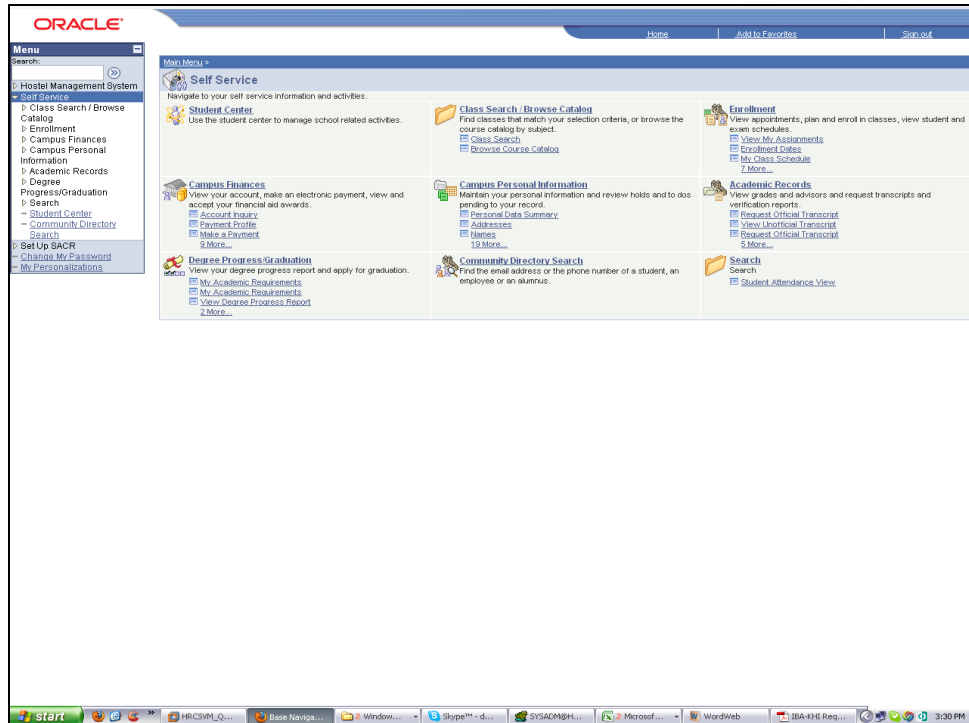 ORACLE
Home
Add to Favorites
Sign out
Menu
Search:
Hostel Management System
Self Service
Class Search / Browse
Catalog
Enrollment
Campus Finances
Campus Personal
Information
Academic Records
Degree
Progress/Graduation
Search
Student Center
Community Directory
Search
Set Up SACR
Change My Password
My Personalizations
Main Menu >
Self Service
Navigate to your self service information and activities.
Student Center
Use the student center to manage school related activities.
Class Search / Browse Catalog
Find classes that match your selection criteria, or browse the
course catalog by subject.
Class Search
Browse Course Catalog
Enrollment
View appointments, plan and enroll in classes, view student and
exam schedules.
View My Assignments
Enrollment Dates
My Class Schedule
7 More...
Campus Finances
View your account, make an electronic payment, view and
accept your financial aid awards.
Account Inquiry
Payment Profile
Make a Payment
9 More...
Campus Personal Information
Maintain your personal information and review holds and to dos
pending to your record.
Personal Data Summary
Addresses
Names
19 More...
Academic Records
View grades and advisors and request transcripts and
verification reports.
Request Official Transcript
View Unofficial Transcript
Request Official Transcript
5 More...
Degree Progress/Graduation
View your degree progress report and apply for graduation.
My Academic Requirements
My Academic Requirements
View Degree Progress Report
2 More...
Community Directory Search
Find the email address or the phone number of a student, an
employee or an alumnus.
Search
Search
Student Attendance View
start
HRCSVM_Q...
Base Naviga...
2 Window...
Skype™ - d...
SYSADM@H...
2 Microsof...
WordWeb
IBA-KHI Req...
3:30 PM